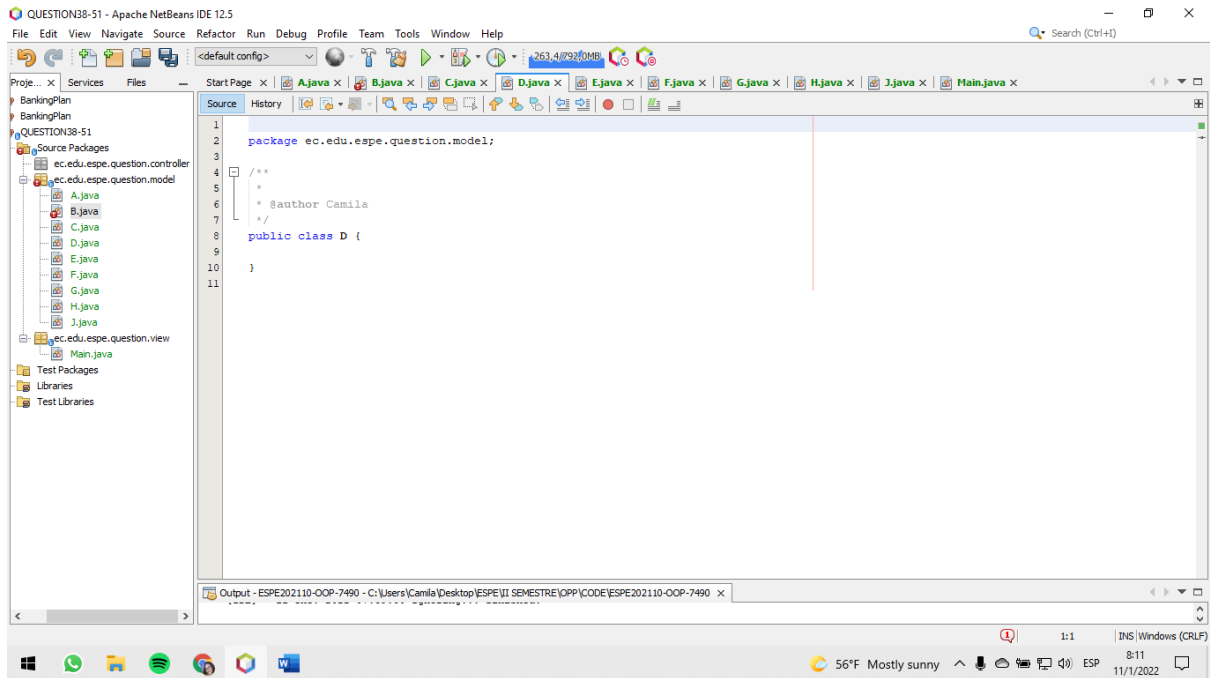 QUESTION38-51 - Apache NetBeans IDE 12.5
File Edit View Navigate Source Refactor Run Debug Profile Team Tools Window Help
Search (Ctrl+I)
<default config>
263,4/792,0MB
Proje... Services Files
Start Page A.java B.java C.java D.java E.java F.java G.java H.java J.java Main.java
BankingPlan
BankingPlan
QUESTION38-51
Source Packages
ec.edu.espe.question.controller
ec.edu.espe.question.model
A.java
B.java
C.java
D.java
E.java
F.java
G.java
H.java
J.java
ec.edu.espe.question.view
Main.java
Test Packages
Libraries
Test Libraries
Source History
1
2 package ec.edu.espe.question.model;
3
4 /**
5 *
6 * @author Camila
7 */
8 public class D {
9
10 }
11
Output - ESPE202110-OOP-7490 - C:\Users\Camila\Desktop\ESPE\II SEMESTRE\OPP\CODE\ESPE202110-OOP-7490
1:1 INS Windows (CRLF)
56°F Mostly sunny ESP 8:11
11/1/2022